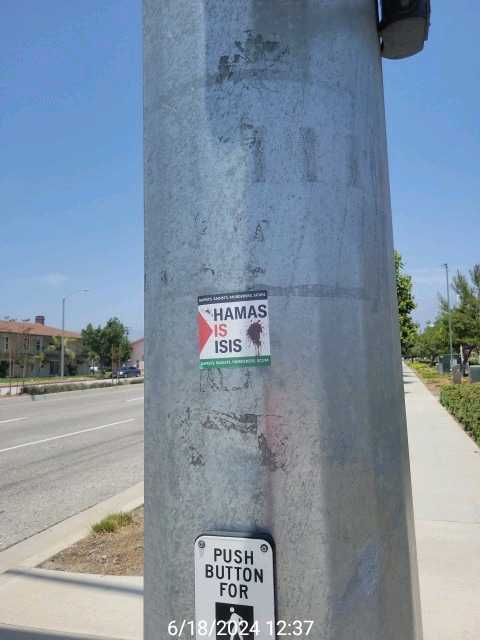 HAMAS
IS
ISIS
PUSH
BUTTON
FOR
6/18/2024 12:37